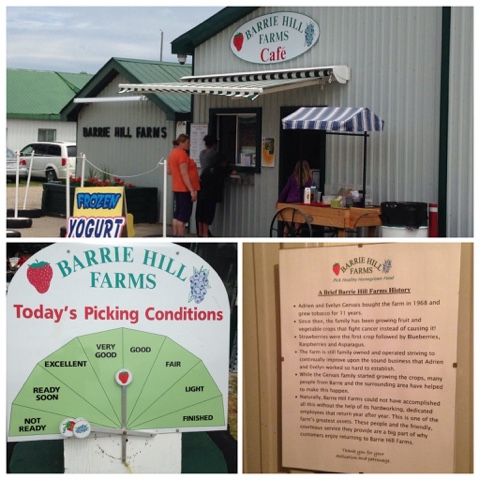 BARRIE HILL
FARMS
Café
BARRIE HILL FARMS
FROZEN
YOGURT
BARRIE HILL
FARMS
Today's Picking Conditions
NOT READY
READY SOON
EXCELLENT
VERY GOOD
GOOD
FAIR
LIGHT
FINISHED
BARRIE HILL
FARMS
Pick Healthy Homegrown Food
A Brief Barrie Hill Farms History
• Adrien and Evelyn Gervais bought the farm in 1968 and
grew tobacco for 11 years.
• Since then, the family has been growing fruit and
vegetable crops that fight cancer instead of causing it!
• Strawberries were the first crop followed by Blueberries,
Raspberries and Asparagus.
• The farm is still family owned and operated striving to
continually improve upon the sound business that Adrien
and Evelyn worked so hard to establish.
• While the Gervais family started growing the crops, many
people from Barrie and the surrounding area have helped
to make this happen.
• Naturally, Barrie Hill Farms could not have accomplished
all this without the help of its hardworking, dedicated
employees that return year after year. This is one of the
farm's greatest assets. These people and the friendly,
courteous service they provide are a big part of why
customers enjoy returning to Barrie Hill Farms.
Thank you for your
dedication and patronage